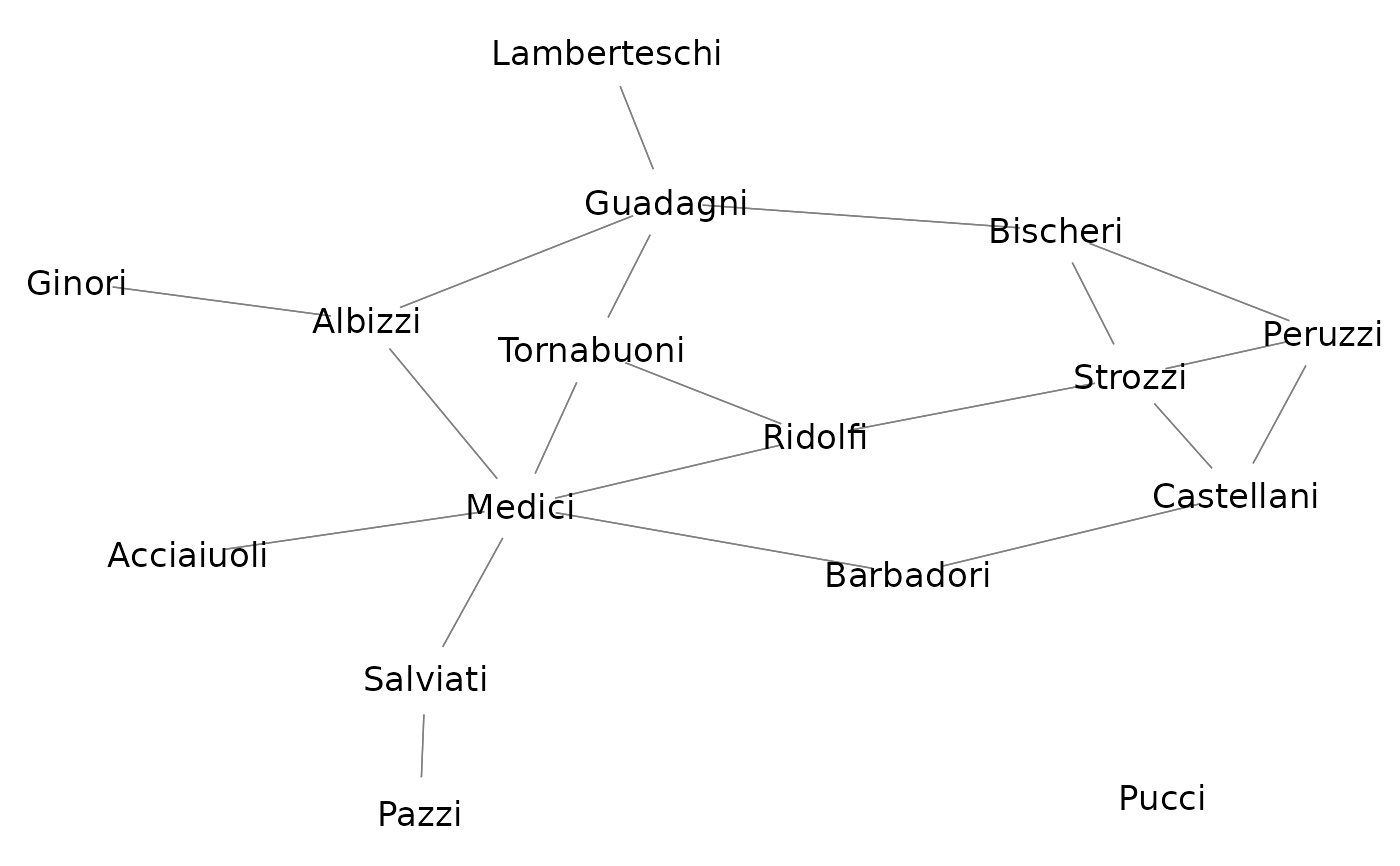 Lamberteschi
Guadagni
Bischeri
Ginori
Albizzi
Peruzzi
Tornabuoni
Strozzi
Ridolfi
Castellani
Medici
Acciaiuoli
Barbadori
Salviati
Pucci
Pazzi